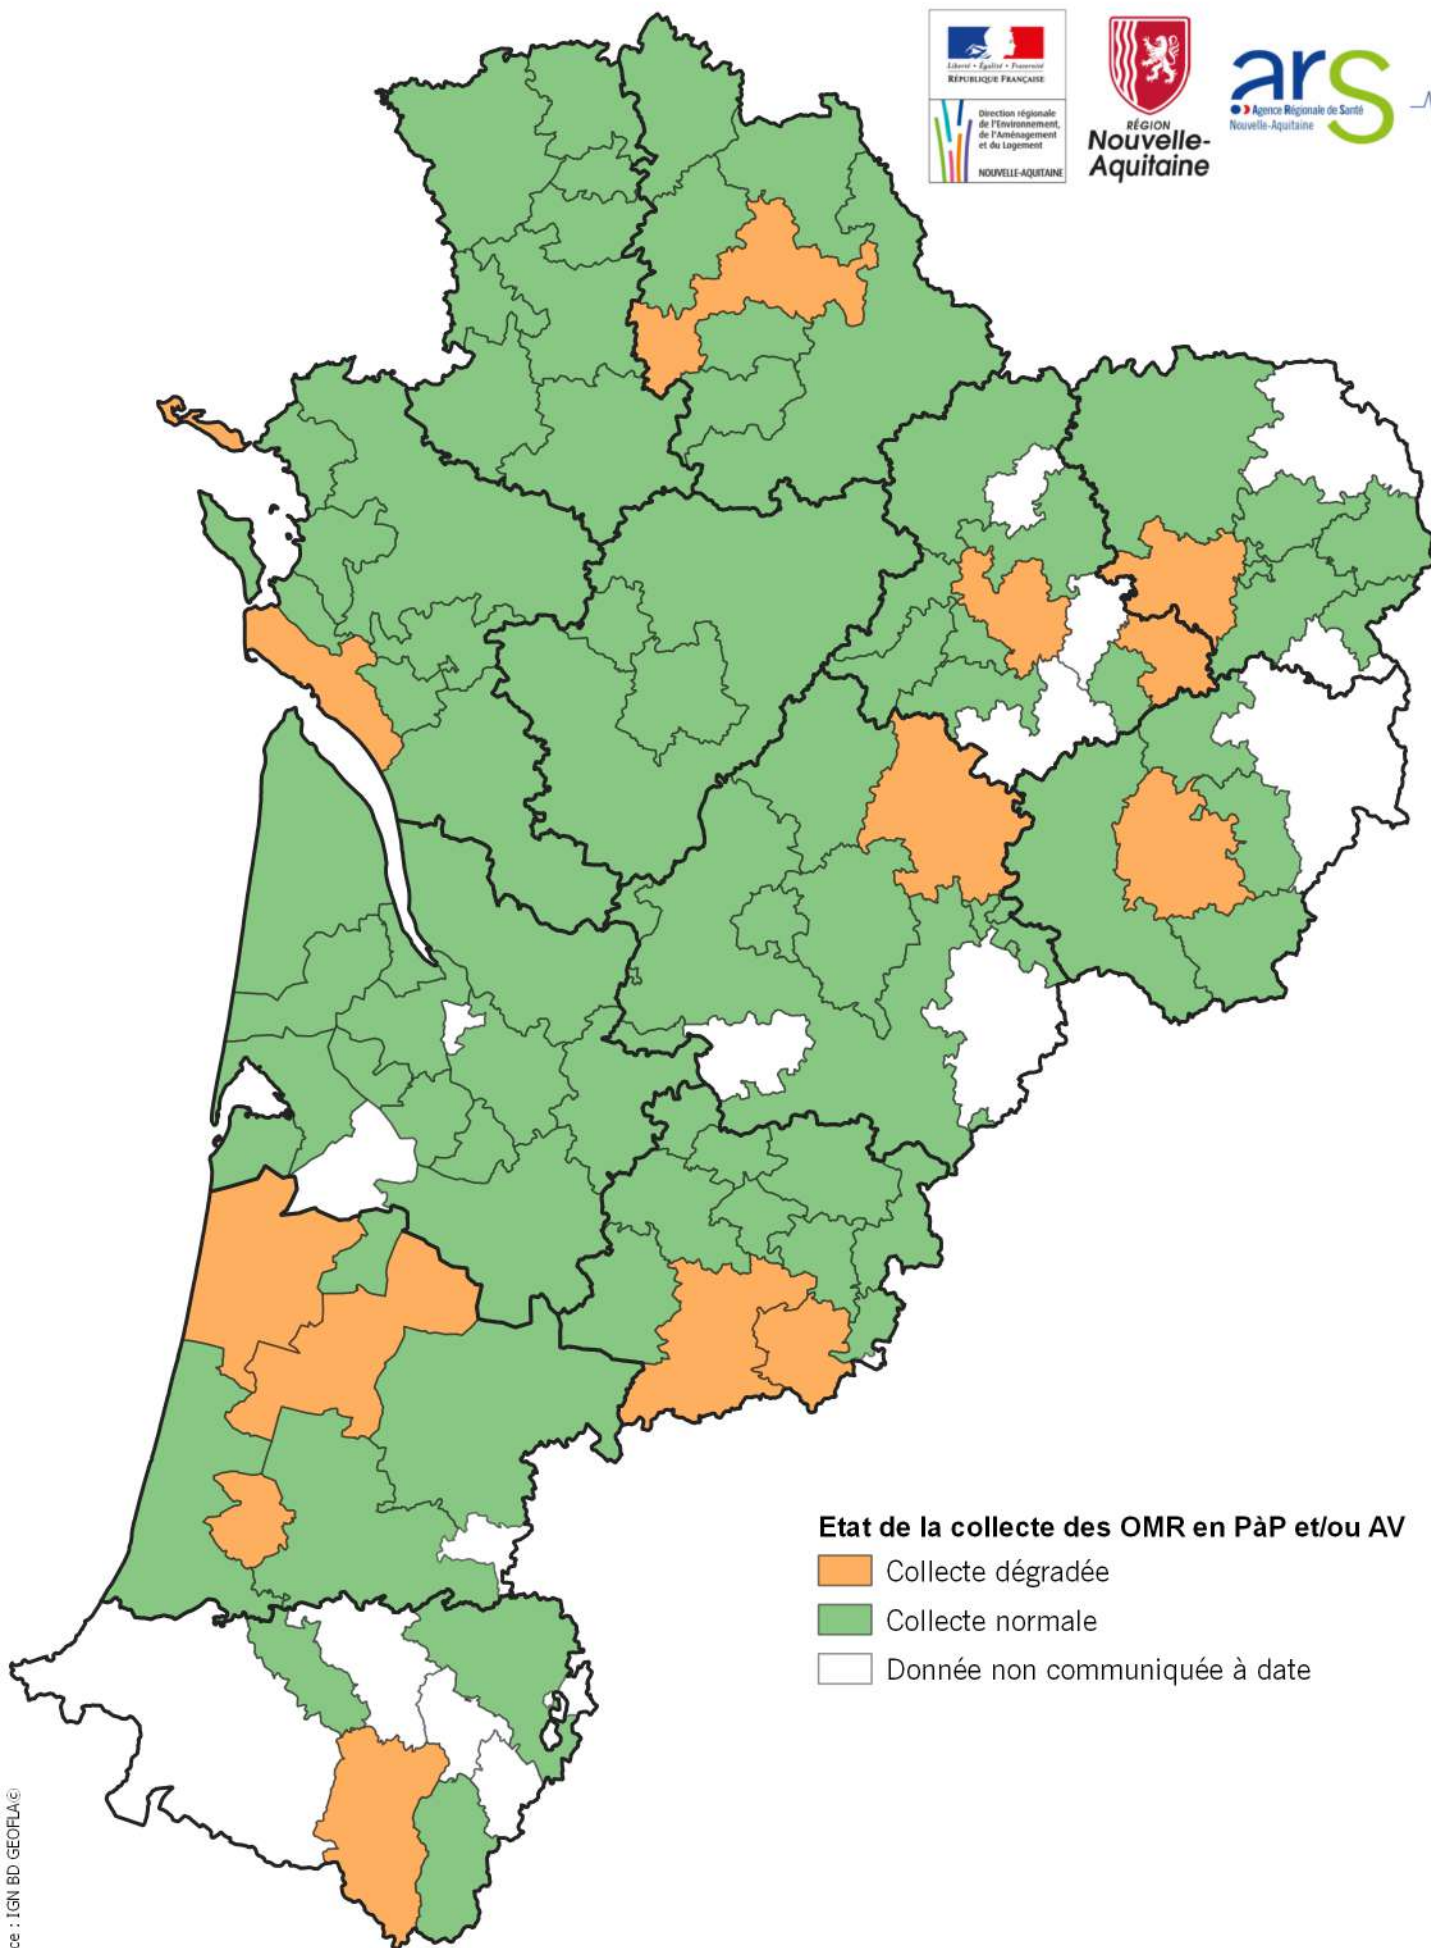 Liberté • Égalité • Fraternité
RÉPUBLIQUE FRANÇAISE
Direction régionale
de l'Environnement,
de l'Aménagement
et du Logement
NOUVELLE-AQUITAINE
RÉGION
Nouvelle-
Aquitaine
ars
Agence Régionale de Santé
Nouvelle-Aquitaine
Etat de la collecte des OMR en PàP et/ou AV
Collecte dégradée
Collecte normale
Donnée non communiquée à date
ce : IGN BD GEOFLA©